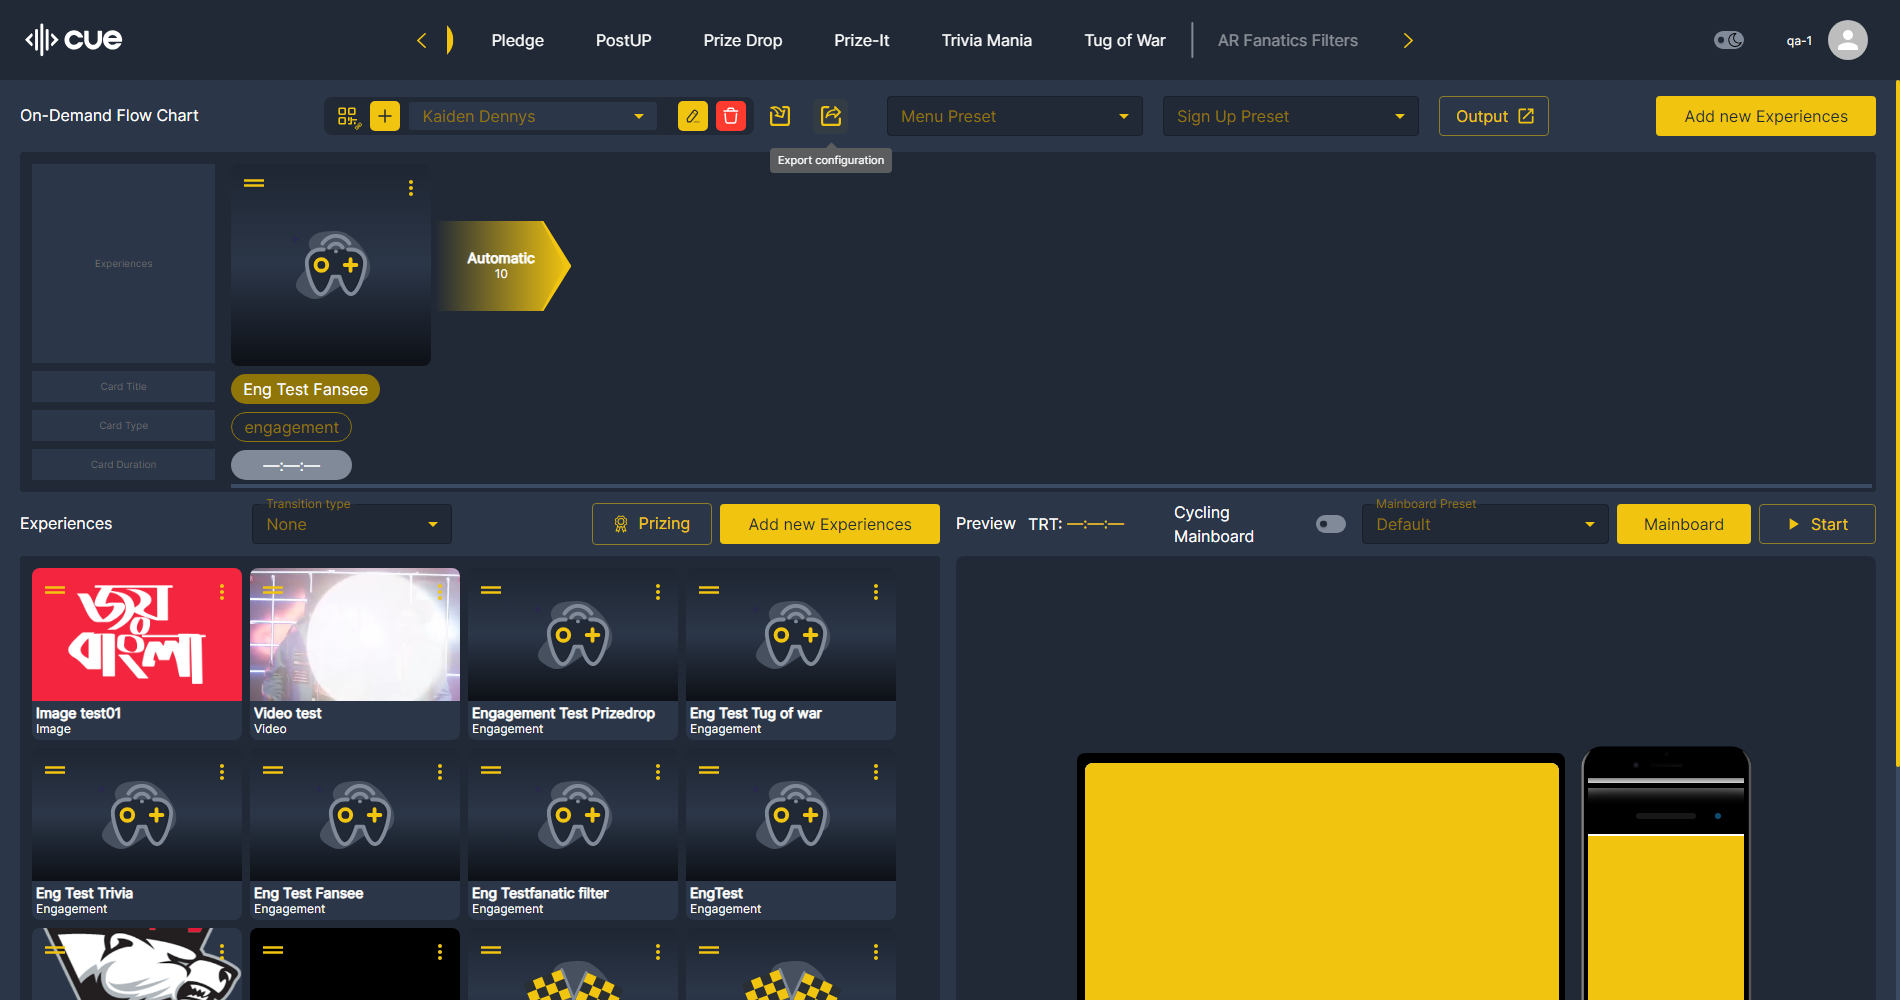 cue
Pledge
PostUP
Prize Drop
Prize-It
Trivia Mania
Tug of War
AR Fanatics Filters
qa-1
On-Demand Flow Chart
Kaiden Dennys
Menu Preset
Sign Up Preset
Output
Add new Experiences
Export configuration
Experiences
Automatic
10
Card Title
Eng Test Fansee
Card Type
engagement
Card Duration
—:—:—
Experiences
Transition type
None
Prizing
Add new Experiences
Preview
TRT: —:—:—
Cycling
Mainboard
Mainboard Preset
Default
Mainboard
Start
জয়
বাংলা
Image test01
Image
Video test
Video
Engagement Test Prizedrop
Engagement
Eng Test Tug of war
Engagement
Eng Test Trivia
Engagement
Eng Test Fansee
Engagement
Eng Testfanatic filter
Engagement
EngTest
Engagement